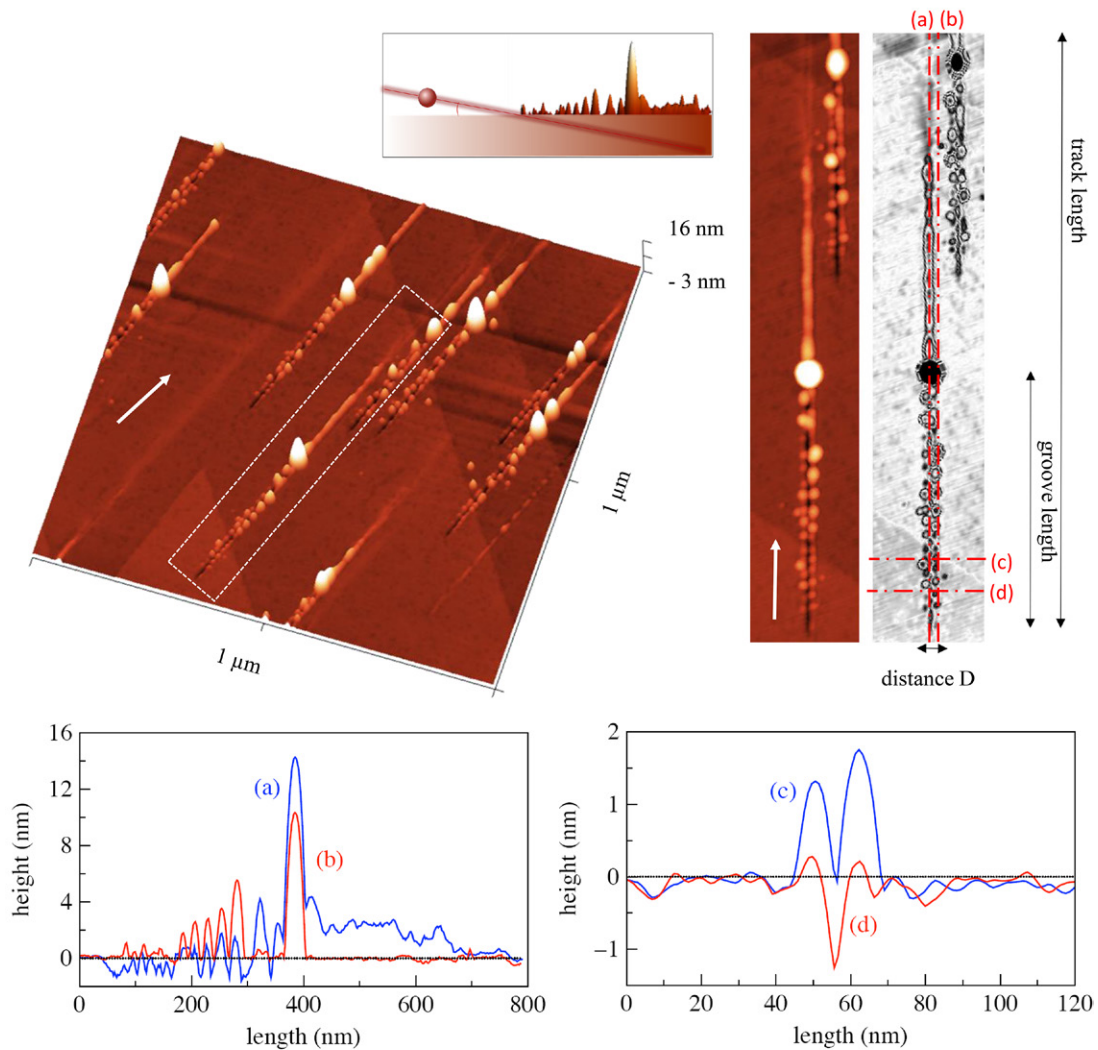 (a) (b)
16 nm
- 3 nm
1 µm
1 µm
track length
groove length
(c)
(d)
distance D
16
12
8
4
0
height (nm)
(a)
(b)
0 200 400 600 800
length (nm)
2
1
0
−1
height (nm)
(c)
(d)
0 20 40 60 80 100 120
length (nm)